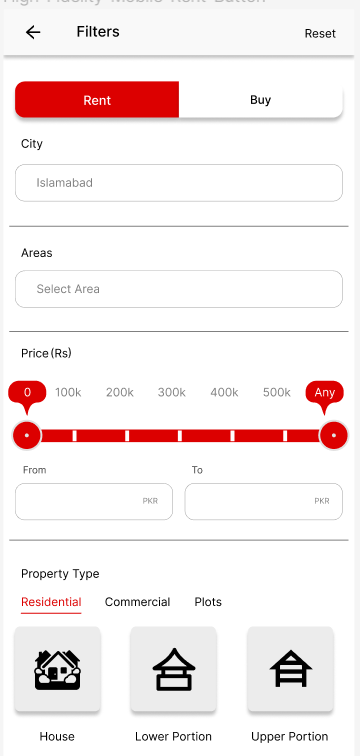 High Fidelity Mobile Rent Button
Filters Reset
Rent Buy
City
Islamabad
Areas
Select Area
Price(Rs)
0 100k 200k 300k 400k 500k Any
From To
PKR PKR
Property Type
Residential Commercial Plots
House Lower Portion Upper Portion